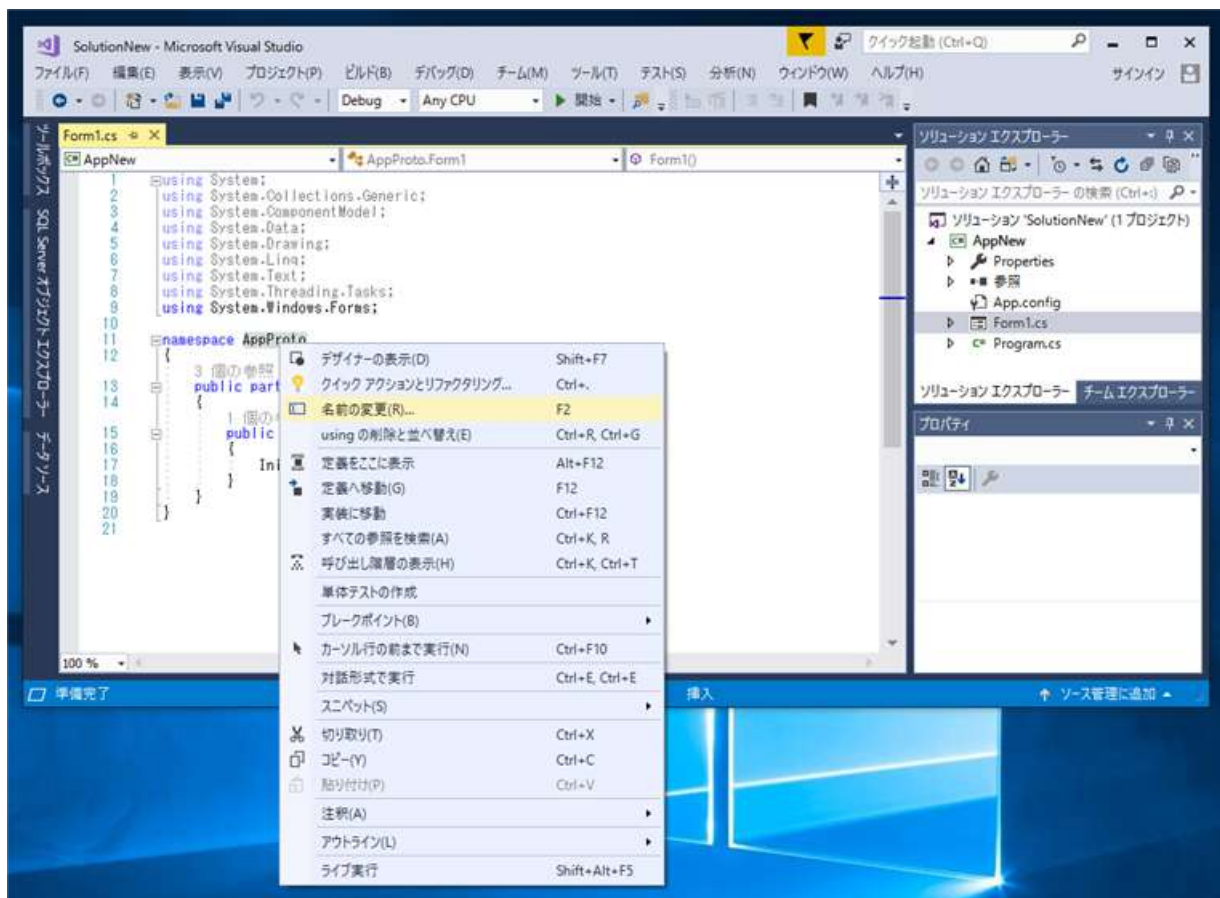 SolutionNew - Microsoft Visual Studio
クイック起動 (Ctrl+Q)
ファイル(F) 編集(E) 表示(V) プロジェクト(P) ビルド(B) デバッグ(D) チーム(M) ツール(T) テスト(S) 分析(N) ウィンドウ(W) ヘルプ(H) サインイン
Debug Any CPU 開始
ツールボックス
SQL Server オブジェクト エクスプローラー
データ ソース
Form1.cs
AppNew AppProto.Form1 Form1()
1 using System;
2 using System.Collections.Generic;
3 using System.ComponentModel;
4 using System.Data;
5 using System.Drawing;
6 using System.Linq;
7 using System.Text;
8 using System.Threading.Tasks;
9 using System.Windows.Forms;
10
11 namespace AppProto
12 {
3 個の参照
13 public part
14 {
1 個の
15 public
16 {
17 Ini
18 }
19 }
20 }
21
100 %
デザイナーの表示(D) Shift+F7
クイック アクションとリファクタリング... Ctrl+.
名前の変更(R)... F2
using の削除と並べ替え(E) Ctrl+R, Ctrl+G
定義をここに表示 Alt+F12
定義へ移動(G) F12
実装に移動 Ctrl+F12
すべての参照を検索(A) Ctrl+K, R
呼び出し階層の表示(H) Ctrl+K, Ctrl+T
単体テストの作成
ブレークポイント(B)
カーソル行の前まで実行(N) Ctrl+F10
対話形式で実行 Ctrl+E, Ctrl+E
スニペット(S)
切り取り(T) Ctrl+X
コピー(Y) Ctrl+C
貼り付け(P) Ctrl+V
注釈(A)
アウトライン(L)
ライブ実行 Shift+Alt+F5
ソリューション エクスプローラー
ソリューション エクスプローラー の検索 (Ctrl+:)
ソリューション 'SolutionNew' (1 プロジェクト)
AppNew
Properties
参照
App.config
Form1.cs
Program.cs
ソリューション エクスプローラー チーム エクスプローラー
プロパティ
準備完了 挿入 ソース管理に追加